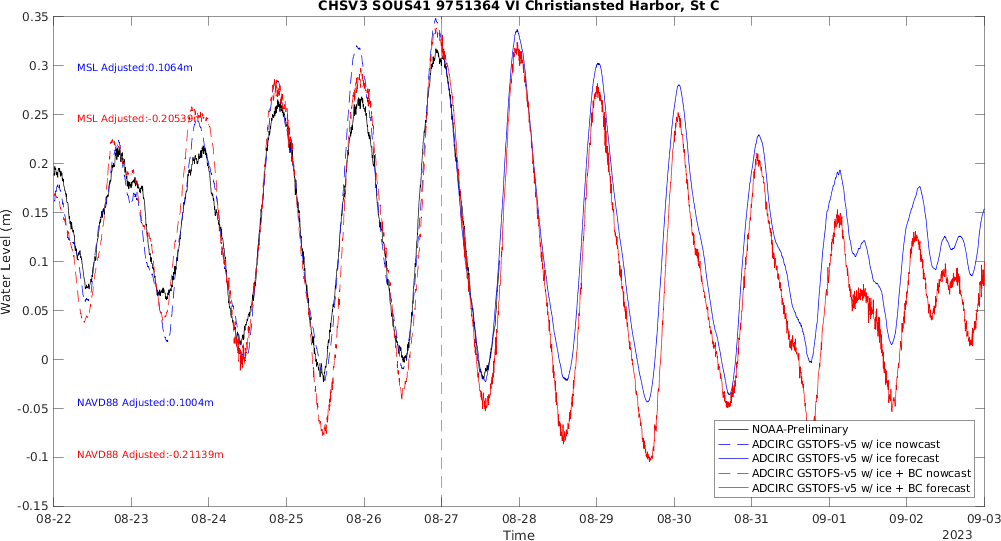 CHSV3 SOUS41 9751364 VI Christiansted Harbor, St C
0.35
0.3
0.25
0.2
0.15
0.1
0.05
0
-0.05
-0.1
-0.15
Water Level (m)
MSL Adjusted:0.1064m
MSL Adjusted:-0.20539m
NAVD88 Adjusted:0.1004m
NAVD88 Adjusted:-0.21139m
NOAA-Preliminary
ADCIRC GSTOFS-v5 w/ ice nowcast
ADCIRC GSTOFS-v5 w/ ice forecast
ADCIRC GSTOFS-v5 w/ ice + BC nowcast
ADCIRC GSTOFS-v5 w/ ice + BC forecast
08-22 08-23 08-24 08-25 08-26 08-27 08-28 08-29 08-30 08-31 09-01 09-02 09-03
Time
2023